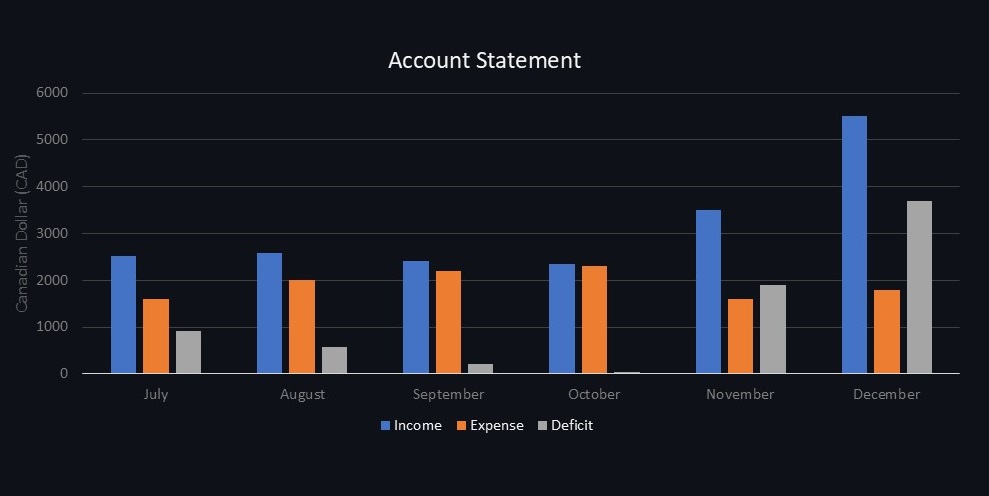 Account Statement
6000
5000
4000
3000
2000
1000
0
Canadian Dollar (CAD)
July August September October November December
Income Expense Deficit